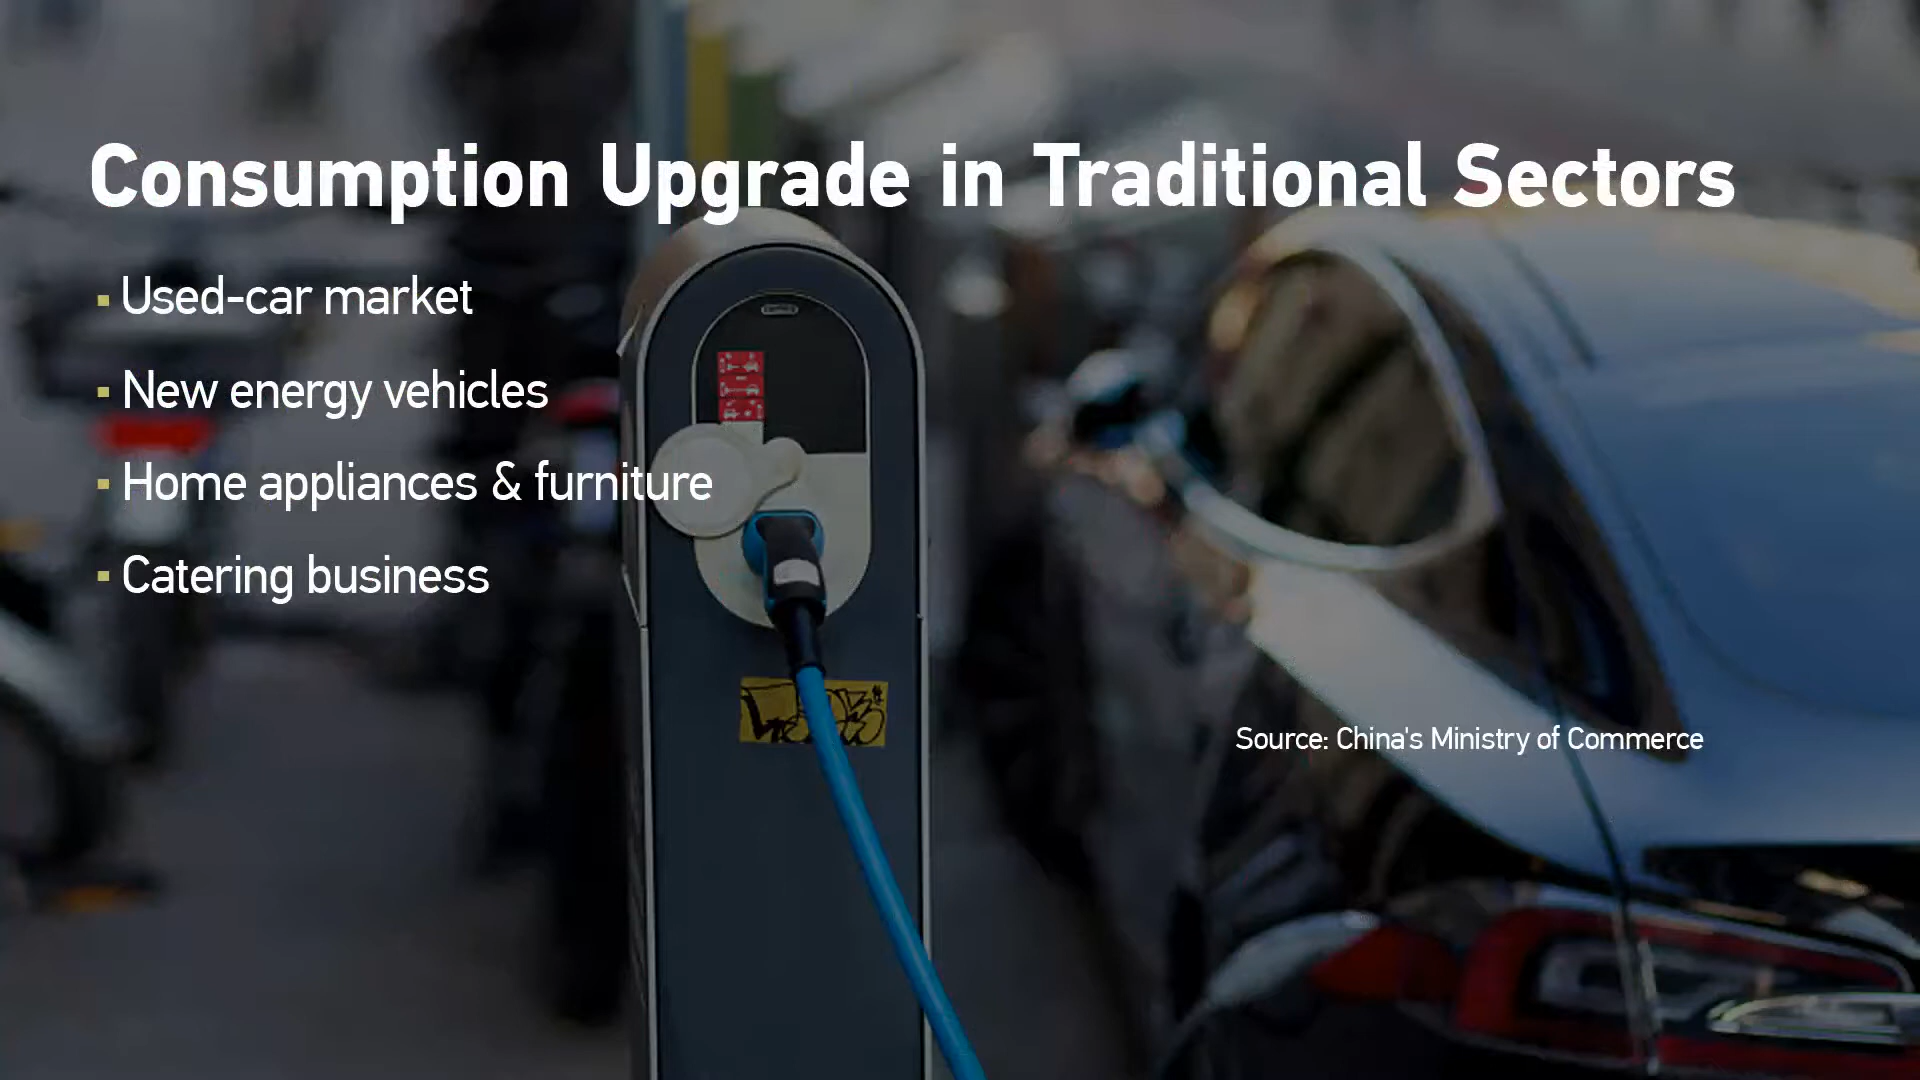 Consumption Upgrade in Traditional Sectors
Used-car market
New energy vehicles
Home appliances & furniture
Catering business
Source: China's Ministry of Commerce